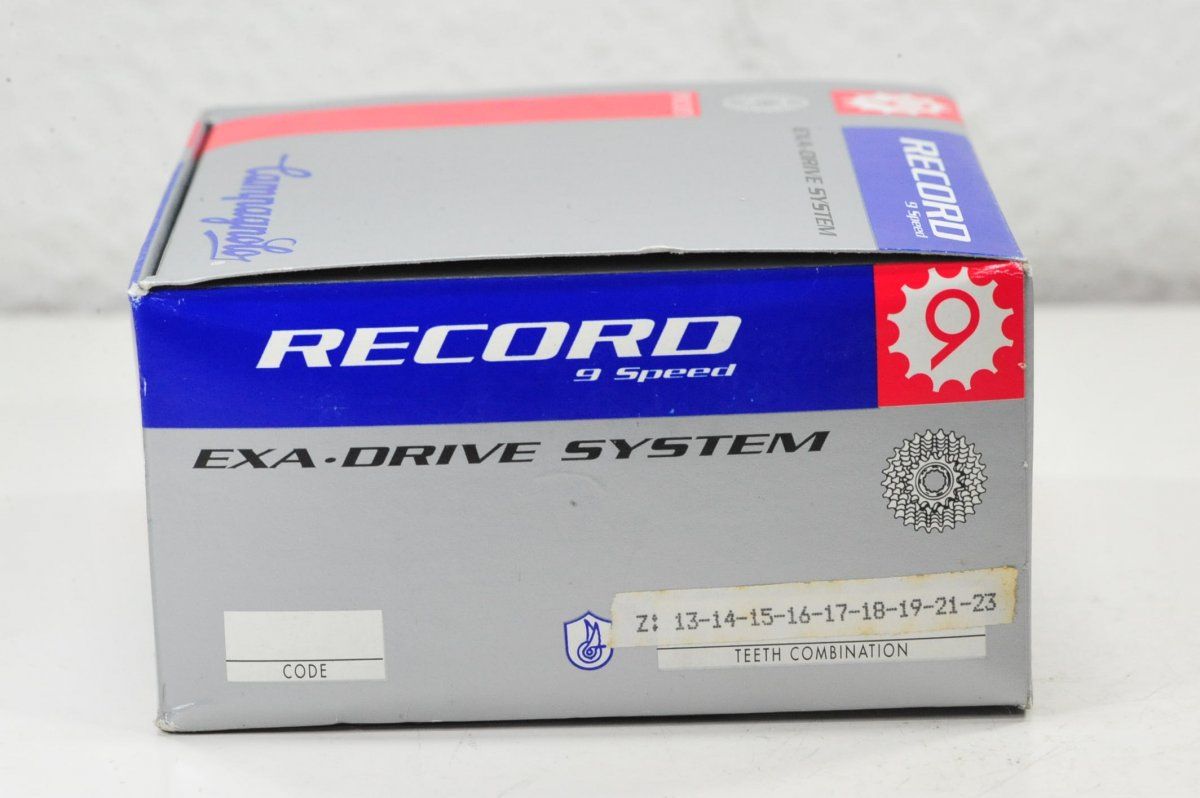 Campagnolo
EXA-DRIVE SYSTEM
RECORD
9 Speed
RECORD
9 Speed
9
EXA-DRIVE SYSTEM
Z: 13-14-15-16-17-18-19-21-23
CODE
TEETH COMBINATION